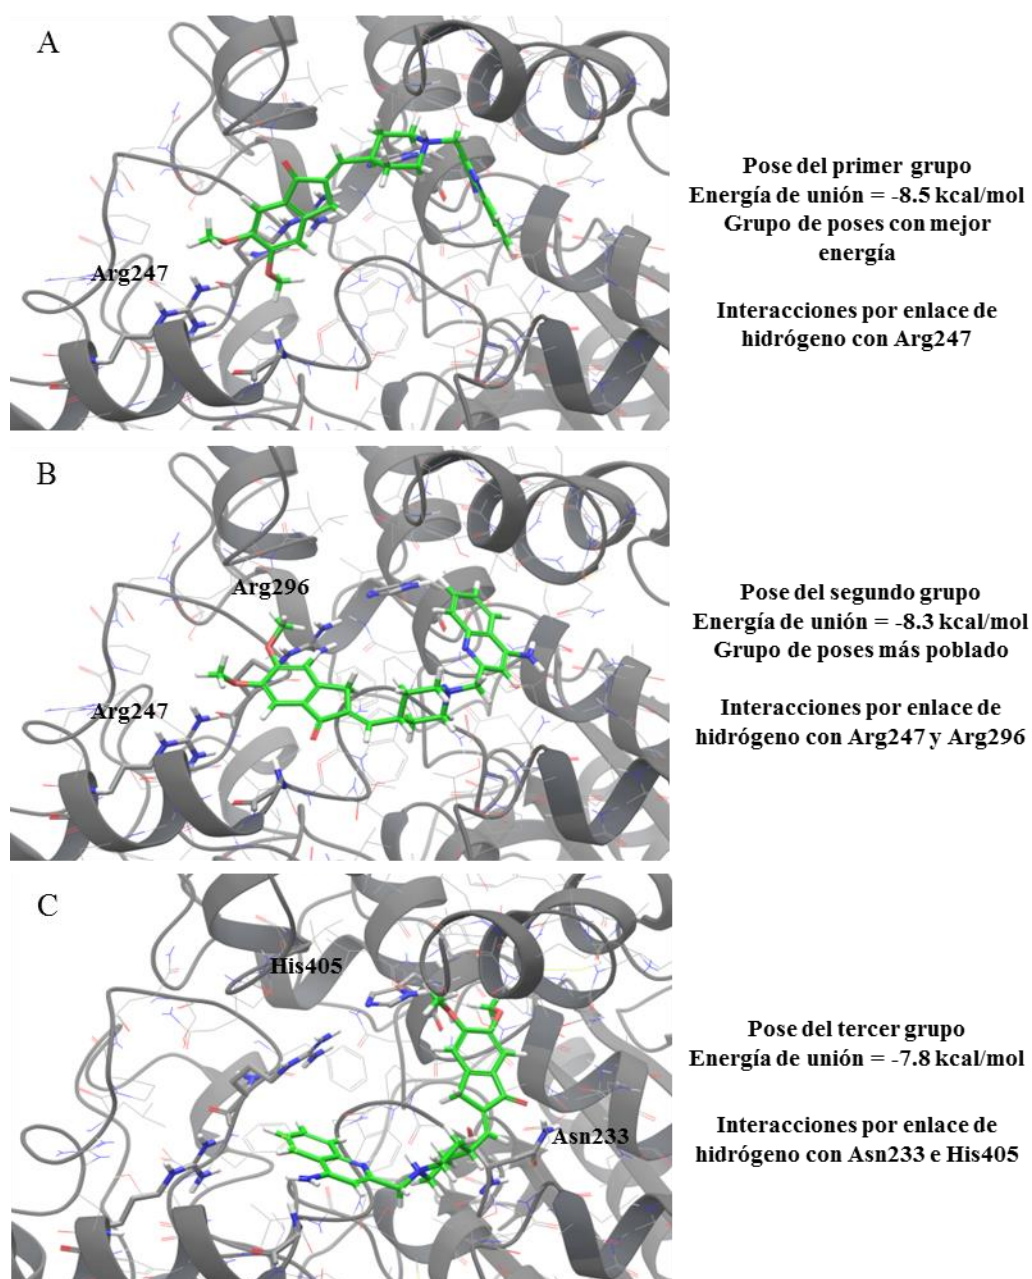 A
Arg247
Pose del primer grupo
Energía de unión = -8.5 kcal/mol
Grupo de poses con mejor
energía
Interacciones por enlace de
hidrógeno con Arg247
B
Arg296
Arg247
Pose del segundo grupo
Energía de unión = -8.3 kcal/mol
Grupo de poses más poblado
Interacciones por enlace de
hidrógeno con Arg247 y Arg296
C
His405
Asn233
Pose del tercer grupo
Energía de unión = -7.8 kcal/mol
Interacciones por enlace de
hidrógeno con Asn233 e His405